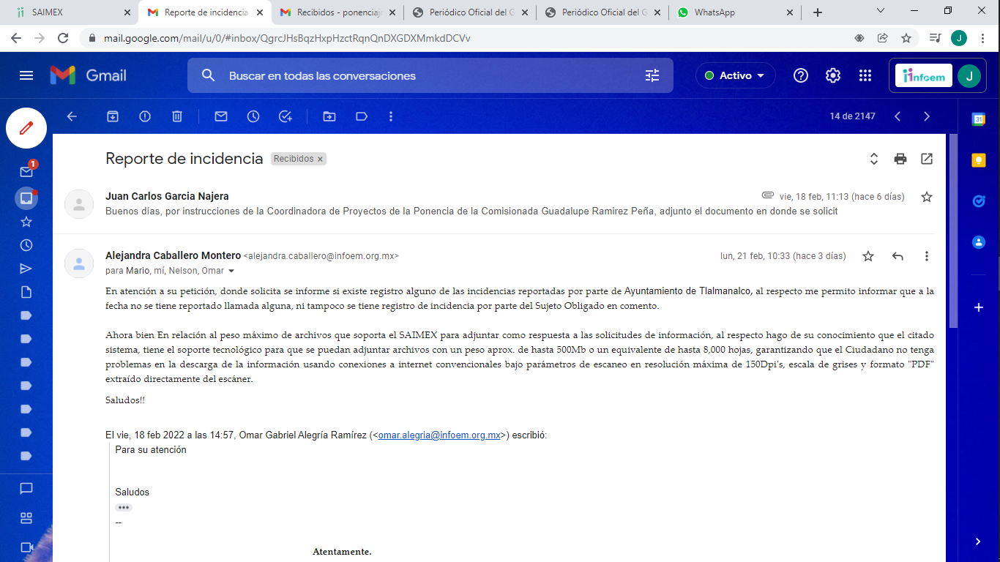 SAIMEX
Reporte de incidencia
Recibidos - ponenciajr
Periódico Oficial del G
Periódico Oficial del G
WhatsApp
mail.google.com/mail/u/0/#inbox/QgrcJHsBqzHxpHzctRqnQnDXGDXMmkdDCVv
J
Gmail
Buscar en todas las conversaciones
Activo
infoem
J
14 de 2147
31
1
Reporte de incidencia
Recibidos ×
Juan Carlos Garcia Najera
vie, 18 feb, 11:13 (hace 6 días)
Buenos días, por instrucciones de la Coordinadora de Proyectos de la Ponencia de la Comisionada Guadalupe Ramirez Peña, adjunto el documento en donde se solicit
Alejandra Caballero Montero <alejandra.caballero@infoem.org.mx>
lun, 21 feb, 10:33 (hace 3 días)
para Mario, mí, Nelson, Omar
En atención a su petición, donde solicita se informe si existe registro alguno de las incidencias reportadas por parte de Ayuntamiento de Tlalmanalco, al respecto me permito informar que a la
fecha no se tiene reportado llamada alguna, ni tampoco se tiene registro de incidencia por parte del Sujeto Obligado en comento.
Ahora bien En relación al peso máximo de archivos que soporta el SAIMEX para adjuntar como respuesta a las solicitudes de información, al respecto hago de su conocimiento que el citado
sistema, tiene el soporte tecnológico para que se puedan adjuntar archivos con un peso aprox. de hasta 500Mb o un equivalente de hasta 8,000 hojas, garantizando que el Ciudadano no tenga
problemas en la descarga de la información usando conexiones a internet convencionales bajo parámetros de escaneo en resolución máxima de 150Dpi's, escala de grises y formato "PDF"
extraído directamente del escáner.
Saludos!!
El vie, 18 feb 2022 a las 14:57, Omar Gabriel Alegría Ramírez (<omar.alegria@infoem.org.mx>) escribió:
Para su atención
Saludos
•••
--
Atentamente.